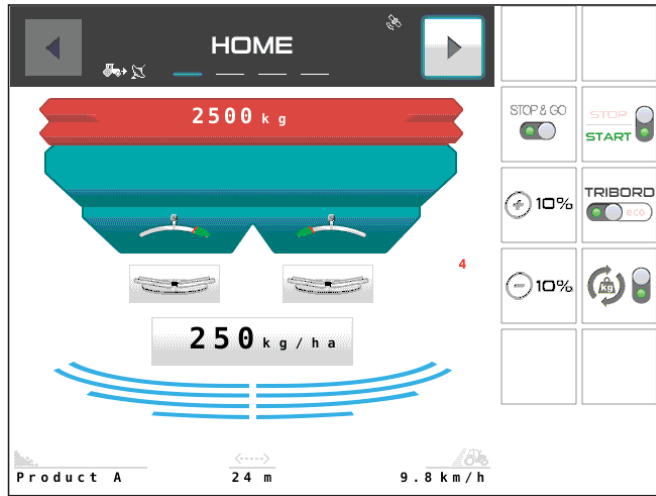 HOME
2500 kg
STOP & GO
STOP
START
+ 10%
TRIBORD
eco
4
- 10%
kg
250 kg/ha
Product A
24 m
9.8 km/h